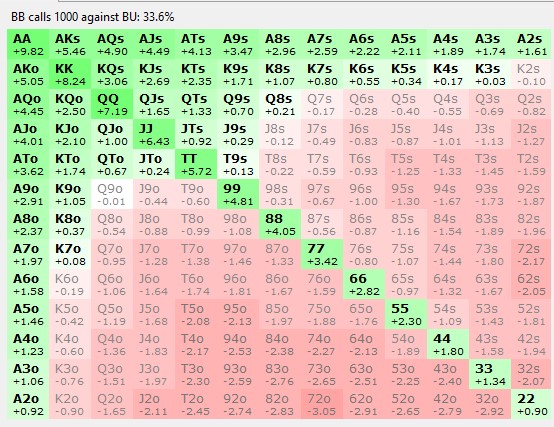 BB calls 1000 against BU: 33.6%
AA AKs AQs AJs ATs A9s A8s A7s A6s A5s A4s A3s A2s
+9.82 +5.46 +4.90 +4.49 +4.13 +3.47 +2.96 +2.59 +2.22 +2.11 +1.89 +1.74 +1.61
AKo KK KQs KJs KTs K9s K8s K7s K6s K5s K4s K3s K2s
+5.05 +8.24 +3.06 +2.69 +2.35 +1.71 +1.07 +0.80 +0.55 +0.34 +0.17 +0.03 -0.10
AQo KQo QQ QJs QTs Q9s Q8s Q7s Q6s Q5s Q4s Q3s Q2s
+4.45 +2.50 +7.19 +1.65 +1.33 +0.70 +0.21 -0.17 -0.28 -0.40 -0.55 -0.69 -0.82
AJo KJo QJo JJ JTs J9s J8s J7s J6s J5s J4s J3s J2s
+4.01 +2.10 +1.00 +6.43 +0.92 +0.29 -0.12 -0.49 -0.83 -0.87 -1.01 -1.13 -1.27
ATo KTo QTo JTo TT T9s T8s T7s T6s T5s T4s T3s T2s
+3.62 +1.74 +0.67 +0.24 +5.72 +0.13 -0.22 -0.59 -0.93 -1.25 -1.33 -1.45 -1.59
A9o K9o Q9o J9o T9o 99 98s 97s 96s 95s 94s 93s 92s
+2.91 +1.05 -0.01 -0.44 -0.60 +4.81 -0.31 -0.67 -1.00 -1.30 -1.67 -1.73 -1.87
A8o K8o Q8o J8o T8o 98o 88 87s 86s 85s 84s 83s 82s
+2.37 +0.37 -0.54 -0.88 -0.99 -1.08 +4.05 -0.56 -0.87 -1.16 -1.54 -1.89 -1.96
A7o K7o Q7o J7o T7o 97o 87o 77 76s 75s 74s 73s 72s
+1.97 +0.08 -0.95 -1.28 -1.38 -1.46 -1.33 +3.42 -0.80 -1.07 -1.44 -1.80 -2.17
A6o K6o Q6o J6o T6o 96o 86o 76o 66 65s 64s 63s 62s
+1.58 -0.19 -1.06 -1.64 -1.74 -1.81 -1.67 -1.59 +2.82 -0.97 -1.32 -1.67 -2.05
A5o K5o Q5o J5o T5o 95o 85o 75o 65o 55 54s 53s 52s
+1.46 -0.42 -1.19 -1.68 -2.08 -2.13 -1.97 -1.88 -1.76 +2.30 -1.09 -1.43 -1.81
A4o K4o Q4o J4o T4o 94o 84o 74o 64o 54o 44 43s 42s
+1.23 -0.60 -1.36 -1.83 -2.17 -2.53 -2.38 -2.27 -2.13 -1.89 +1.80 -1.58 -1.94
A3o K3o Q3o J3o T3o 93o 83o 73o 63o 53o 43o 33 32s
+1.06 -0.76 -1.51 -1.97 -2.30 -2.59 -2.76 -2.65 -2.51 -2.25 -2.40 +1.34 -2.07
A2o K2o Q2o J2o T2o 92o 82o 72o 62o 52o 42o 32o 22
+0.92 -0.90 -1.65 -2.11 -2.45 -2.74 -2.83 -3.05 -2.91 -2.65 -2.79 -2.92 +0.90